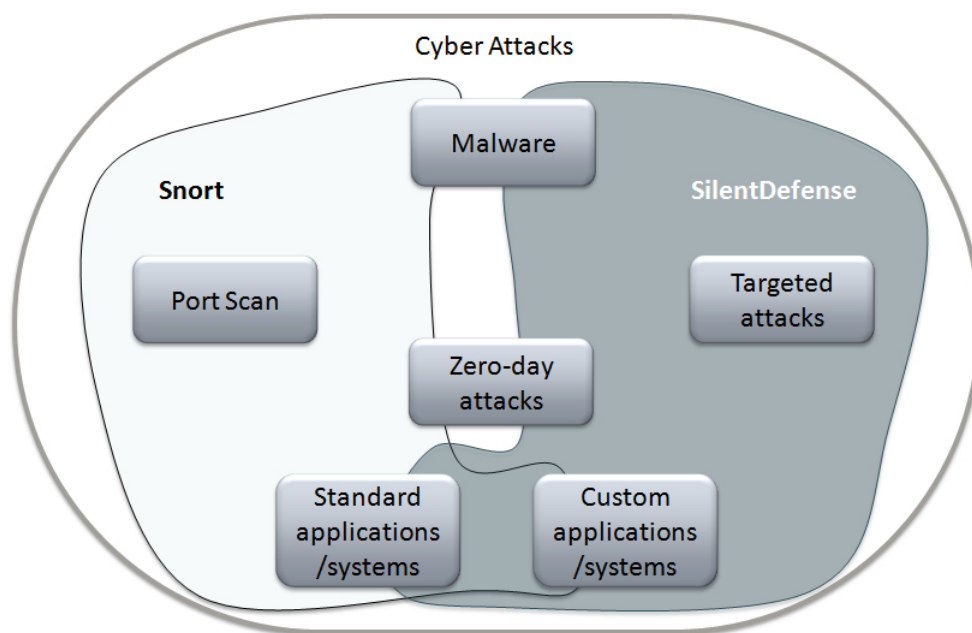 Cyber Attacks
Malware
Snort
SilentDefense
Port Scan
Targeted
attacks
Zero-day
attacks
Standard
applications
/systems
Custom
applications
/systems